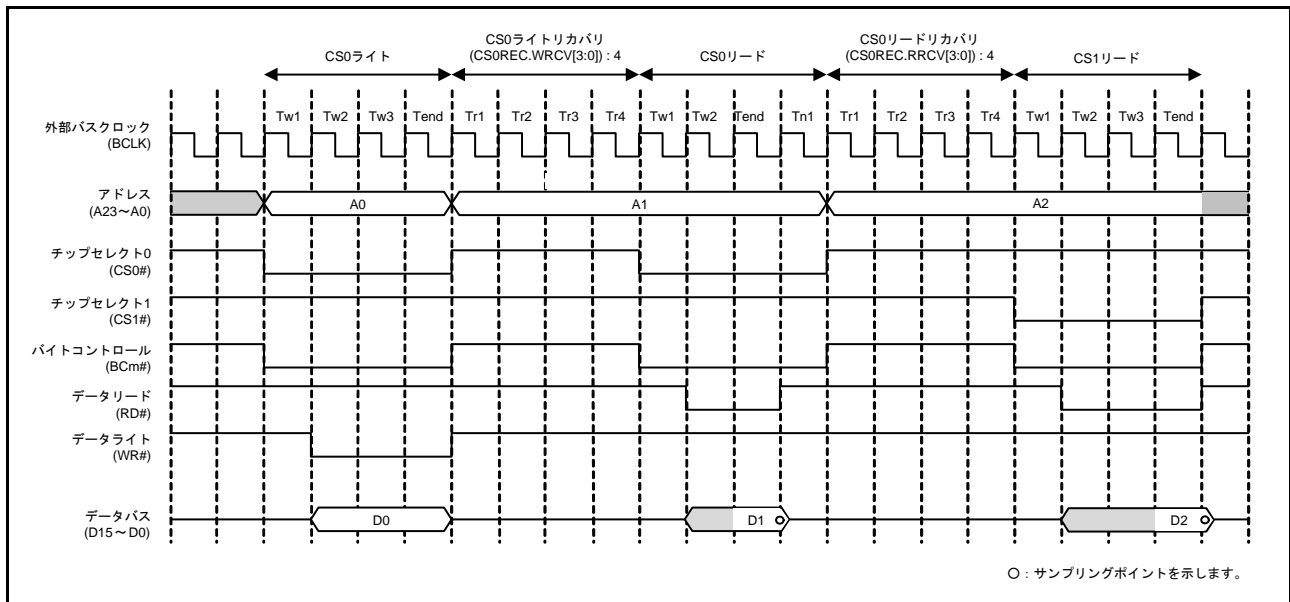 CS0ライト
CS0ライトリカバリ
(CS0REC.WRCV[3:0]) : 4
CS0リード
CS0リードリカバリ
(CS0REC.RRCV[3:0]) : 4
CS1リード
Tw1 Tw2 Tw3 Tend Tr1 Tr2 Tr3 Tr4 Tw1 Tw2 Tend Tn1 Tr1 Tr2 Tr3 Tr4 Tw1 Tw2 Tw3 Tend
外部バスクロック
(BCLK)
アドレス
(A23～A0)
A0 A1 A2
チップセレクト0
(CS0#)
チップセレクト1
(CS1#)
バイトコントロール
(BCm#)
データリード
(RD#)
データライト
(WR#)
データバス
(D15～D0)
D0 D1 D2
○：サンプリングポイントを示します。